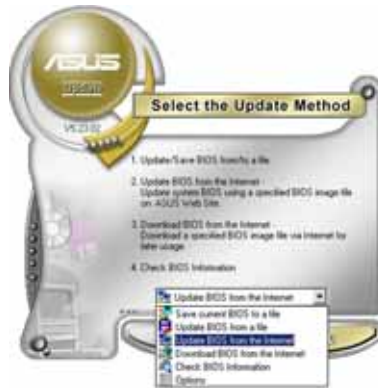 ASUS
Update
Select the Update Method
1. Update/Save BIOS from/to a file
2. Update BIOS from the Internet -
Update system BIOS using a specified BIOS image file
on ASUS Web Site.
3. Download BIOS from the Internet -
Download a specified BIOS image file via Internet for
later usage.
4. Check BIOS Information
Update BIOS from the Internet
Save current BIOS to a file
Update BIOS from a file
Update BIOS from the Internet
Download BIOS from the Internet
Check BIOS Information
Options